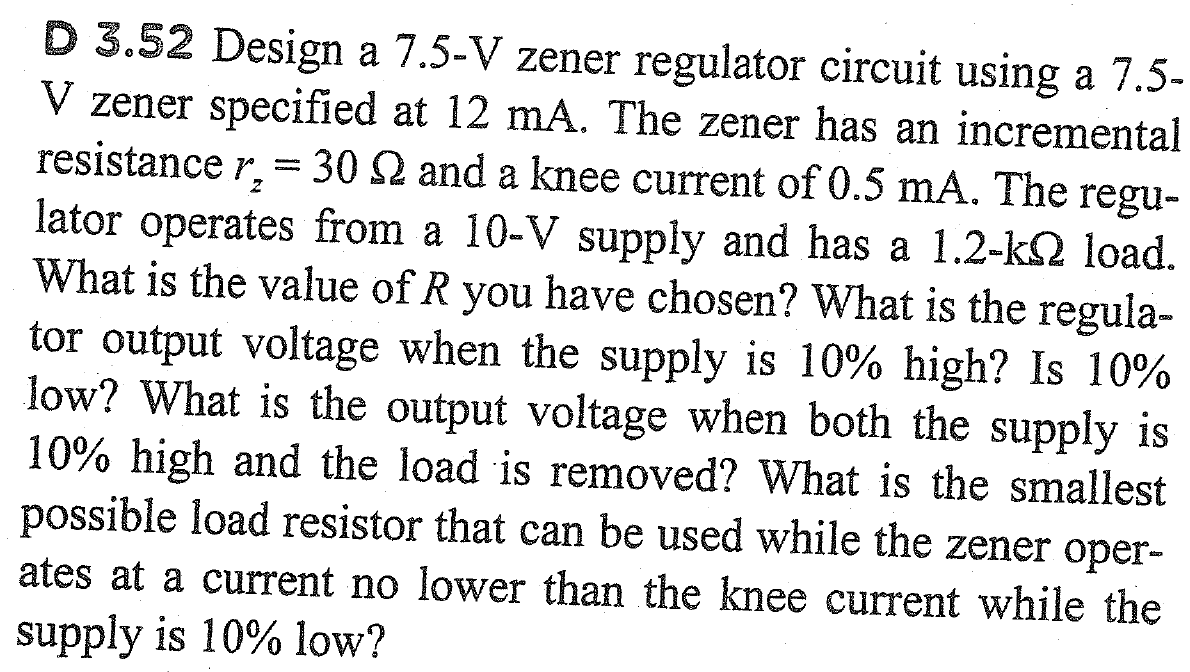 D 3.52 Design a 7.5-V zener regulator circuit using a 7.5-
V zener specified at 12 mA. The zener has an incremental
resistance r_z = 30 Ω and a knee current of 0.5 mA. The regu-
lator operates from a 10-V supply and has a 1.2-kΩ load.
What is the value of R you have chosen? What is the regula-
tor output voltage when the supply is 10% high? Is 10%
low? What is the output voltage when both the supply is
10% high and the load is removed? What is the smallest
possible load resistor that can be used while the zener oper-
ates at a current no lower than the knee current while the
supply is 10% low?